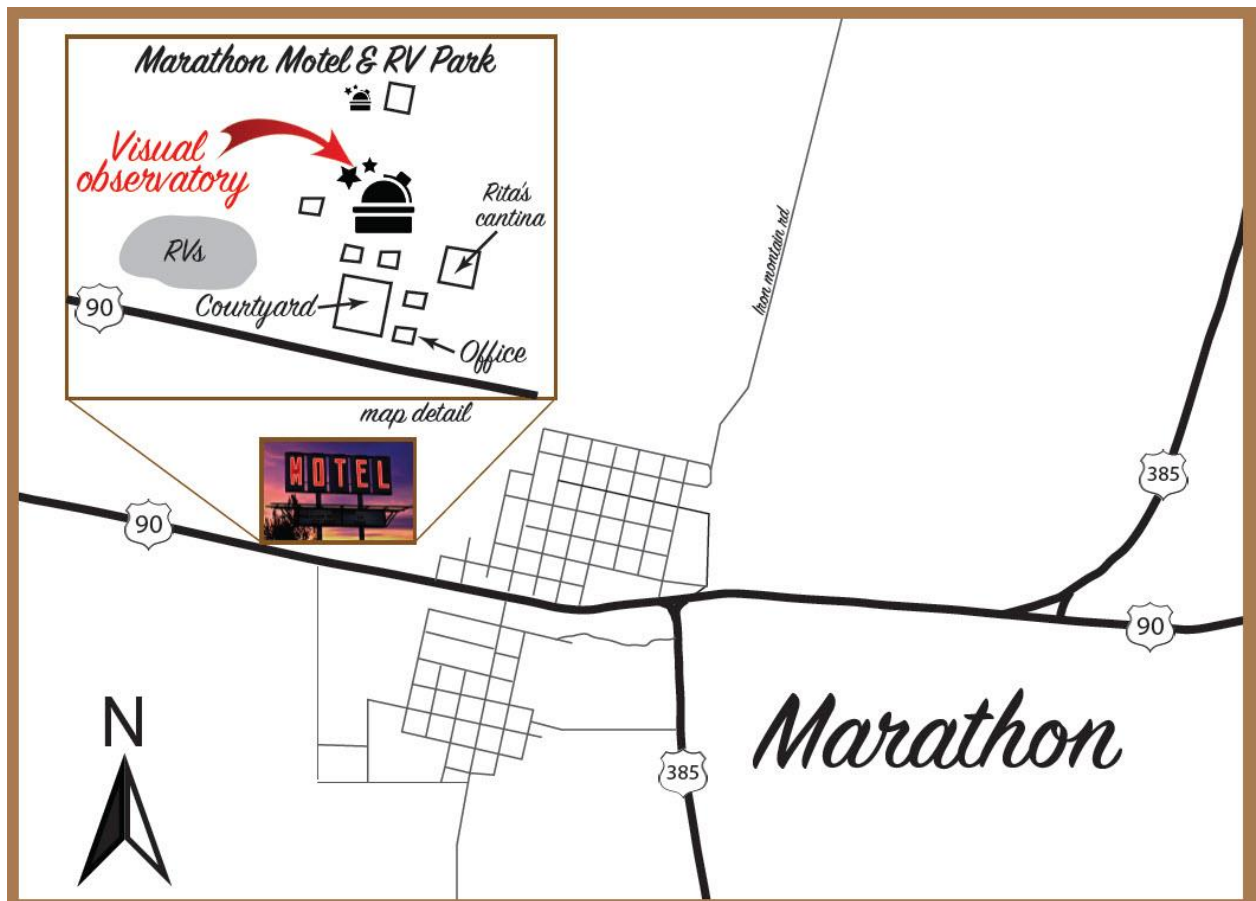 Marathon Motel & RV Park
Visual
observatory
Rita's
cantina
RVs
90
Courtyard
Office
map detail
MOTEL
Iron montain rd
385
90
90
385
N
Marathon